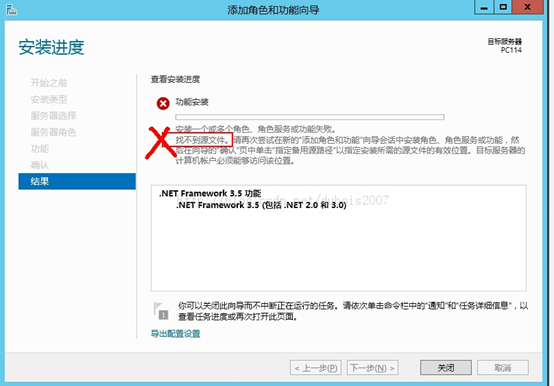 添加角色和功能向导
安装进度
目标服务器
PC114
开始之前
安装类型
服务器选择
服务器角色
功能
确认
结果
查看安装进度
功能安装
安装一个或多个角色、角色服务或功能失败。
找不到源文件。请再次尝试在新的“添加角色和功能”向导会话中安装角色、角色服务或功能，然
后在向导的“确认”页中单击“指定备用源路径”以指定安装所需的源文件的有效位置。目标服务器的
计算机帐户必须能够访问该位置。
.NET Framework 3.5 功能
.NET Framework 3.5 (包括 .NET 2.0 和 3.0)
1
你可以关闭此向导而不中断正在运行的任务。请依次单击命令栏中的“通知”和“任务详细信息”，以
查看任务进度或再次打开此页面。
导出配置设置
< 上一步(P)
下一步(N) >
关闭
取消